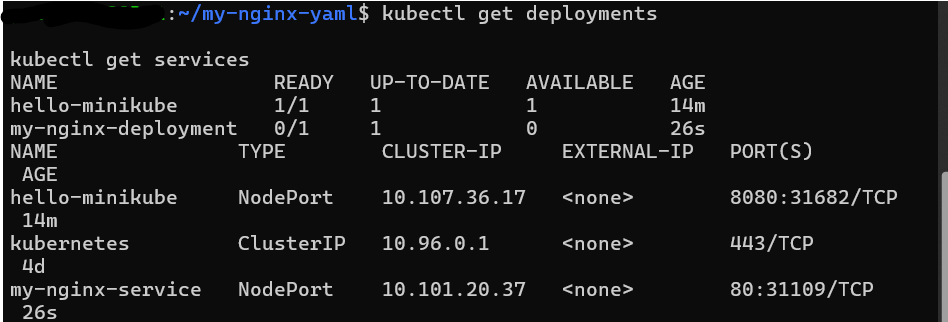 :~/my-nginx-yaml$ kubectl get deployments
kubectl get services
NAME                  READY   UP-TO-DATE   AVAILABLE   AGE
hello-minikube        1/1     1            1           14m
my-nginx-deployment   0/1     1            0           26s
NAME               TYPE        CLUSTER-IP     EXTERNAL-IP   PORT(S)
 AGE
hello-minikube     NodePort    10.107.36.17   <none>        8080:31682/TCP
 14m
kubernetes         ClusterIP   10.96.0.1      <none>        443/TCP
 4d
my-nginx-service   NodePort    10.101.20.37   <none>        80:31109/TCP
 26s